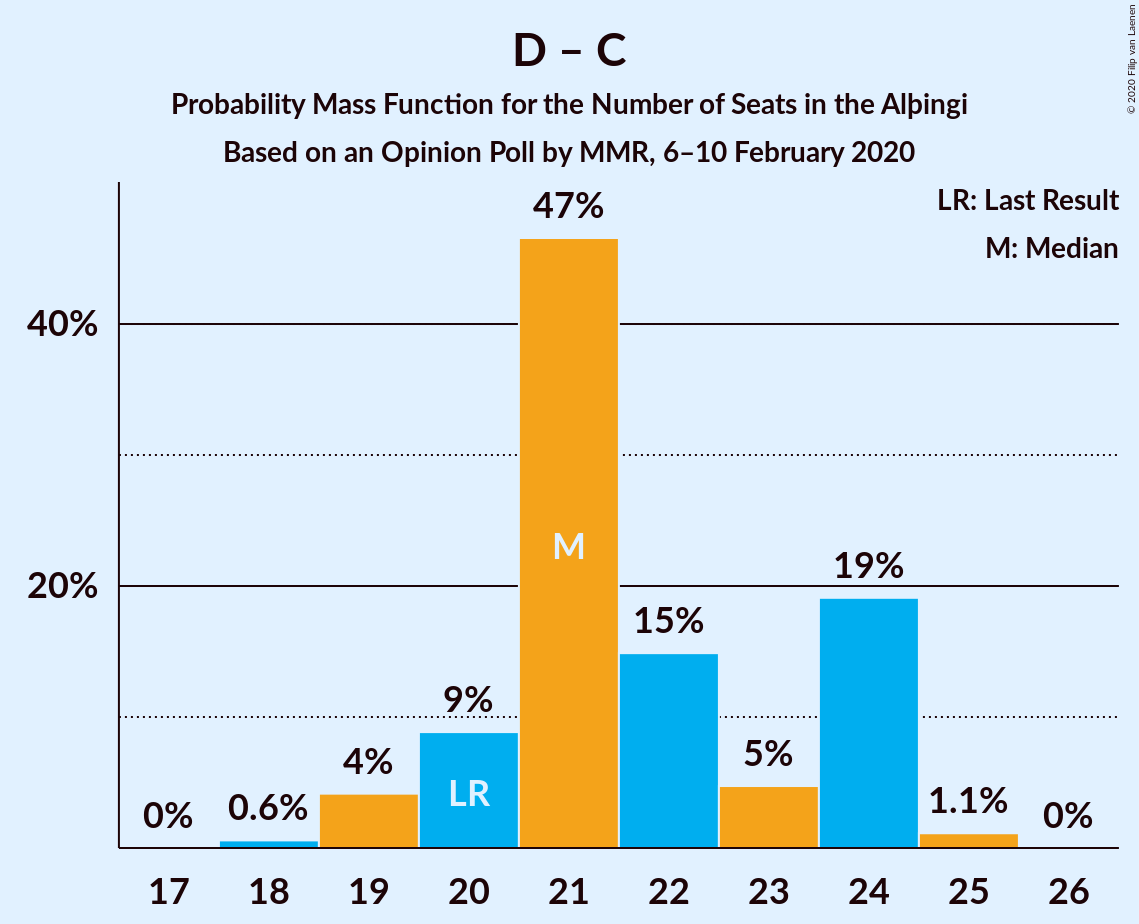 D – C
Probability Mass Function for the Number of Seats in the Alþingi
Based on an Opinion Poll by MMR, 6–10 February 2020
© 2020 Filip van Laenen
LR: Last Result
M: Median
47%
40%
M
19%
20%
15%
9%
5%
4%
LR
1.1%
0.6%
0%
0%
17 18 19 20 21 22 23 24 25 26